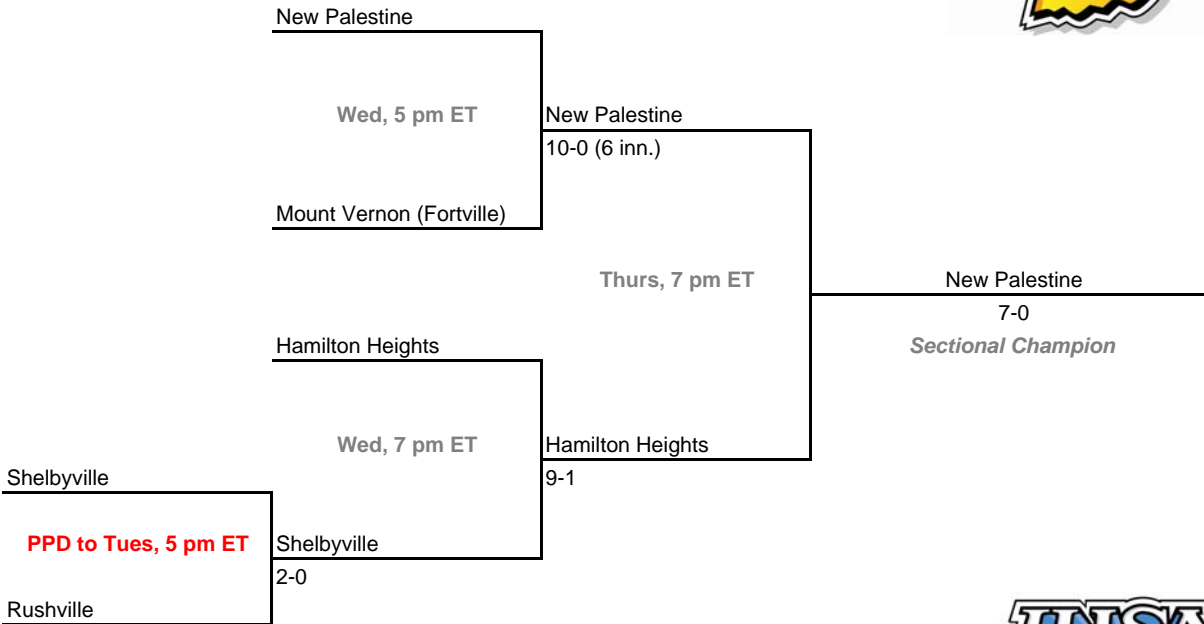 New Palestine
Wed, 5 pm ET
New Palestine
10-0 (6 inn.)
Mount Vernon (Fortville)
Thurs, 7 pm ET
New Palestine
7-0
Sectional Champion
Hamilton Heights
Wed, 7 pm ET
Hamilton Heights
9-1
Shelbyville
PPD to Tues, 5 pm ET
Shelbyville
2-0
Rushville